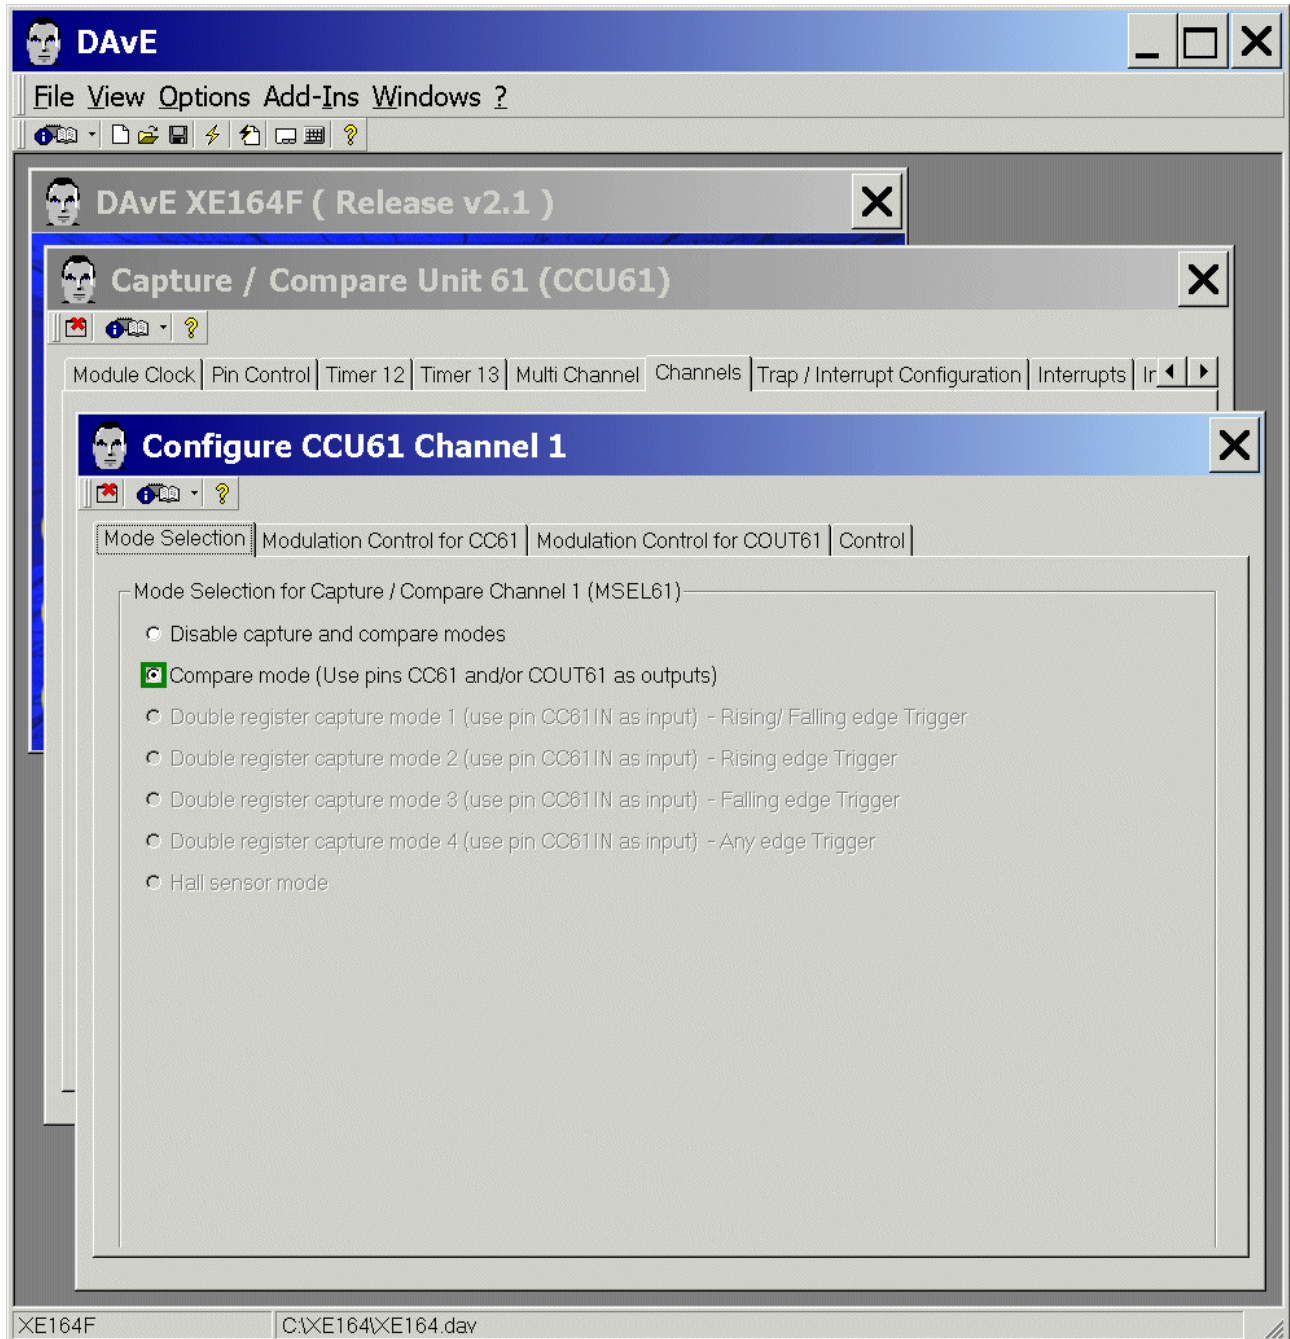 DAvE
File View Options Add-Ins Windows ?
DAvE XE164F ( Release v2.1 )
Capture / Compare Unit 61 (CCU61)
Module Clock Pin Control Timer 12 Timer 13 Multi Channel Channels Trap / Interrupt Configuration Interrupts
Configure CCU61 Channel 1
Mode Selection Modulation Control for CC61 Modulation Control for COUT61 Control
Mode Selection for Capture / Compare Channel 1 (MSEL61)
Disable capture and compare modes
Compare mode (Use pins CC61 and/or COUT61 as outputs)
Double register capture mode 1 (use pin CC61IN as input) - Rising/ Falling edge Trigger
Double register capture mode 2 (use pin CC61IN as input) - Rising edge Trigger
Double register capture mode 3 (use pin CC61IN as input) - Falling edge Trigger
Double register capture mode 4 (use pin CC61IN as input) - Any edge Trigger
Hall sensor mode
XE164F C:\XE164\XE164.dav